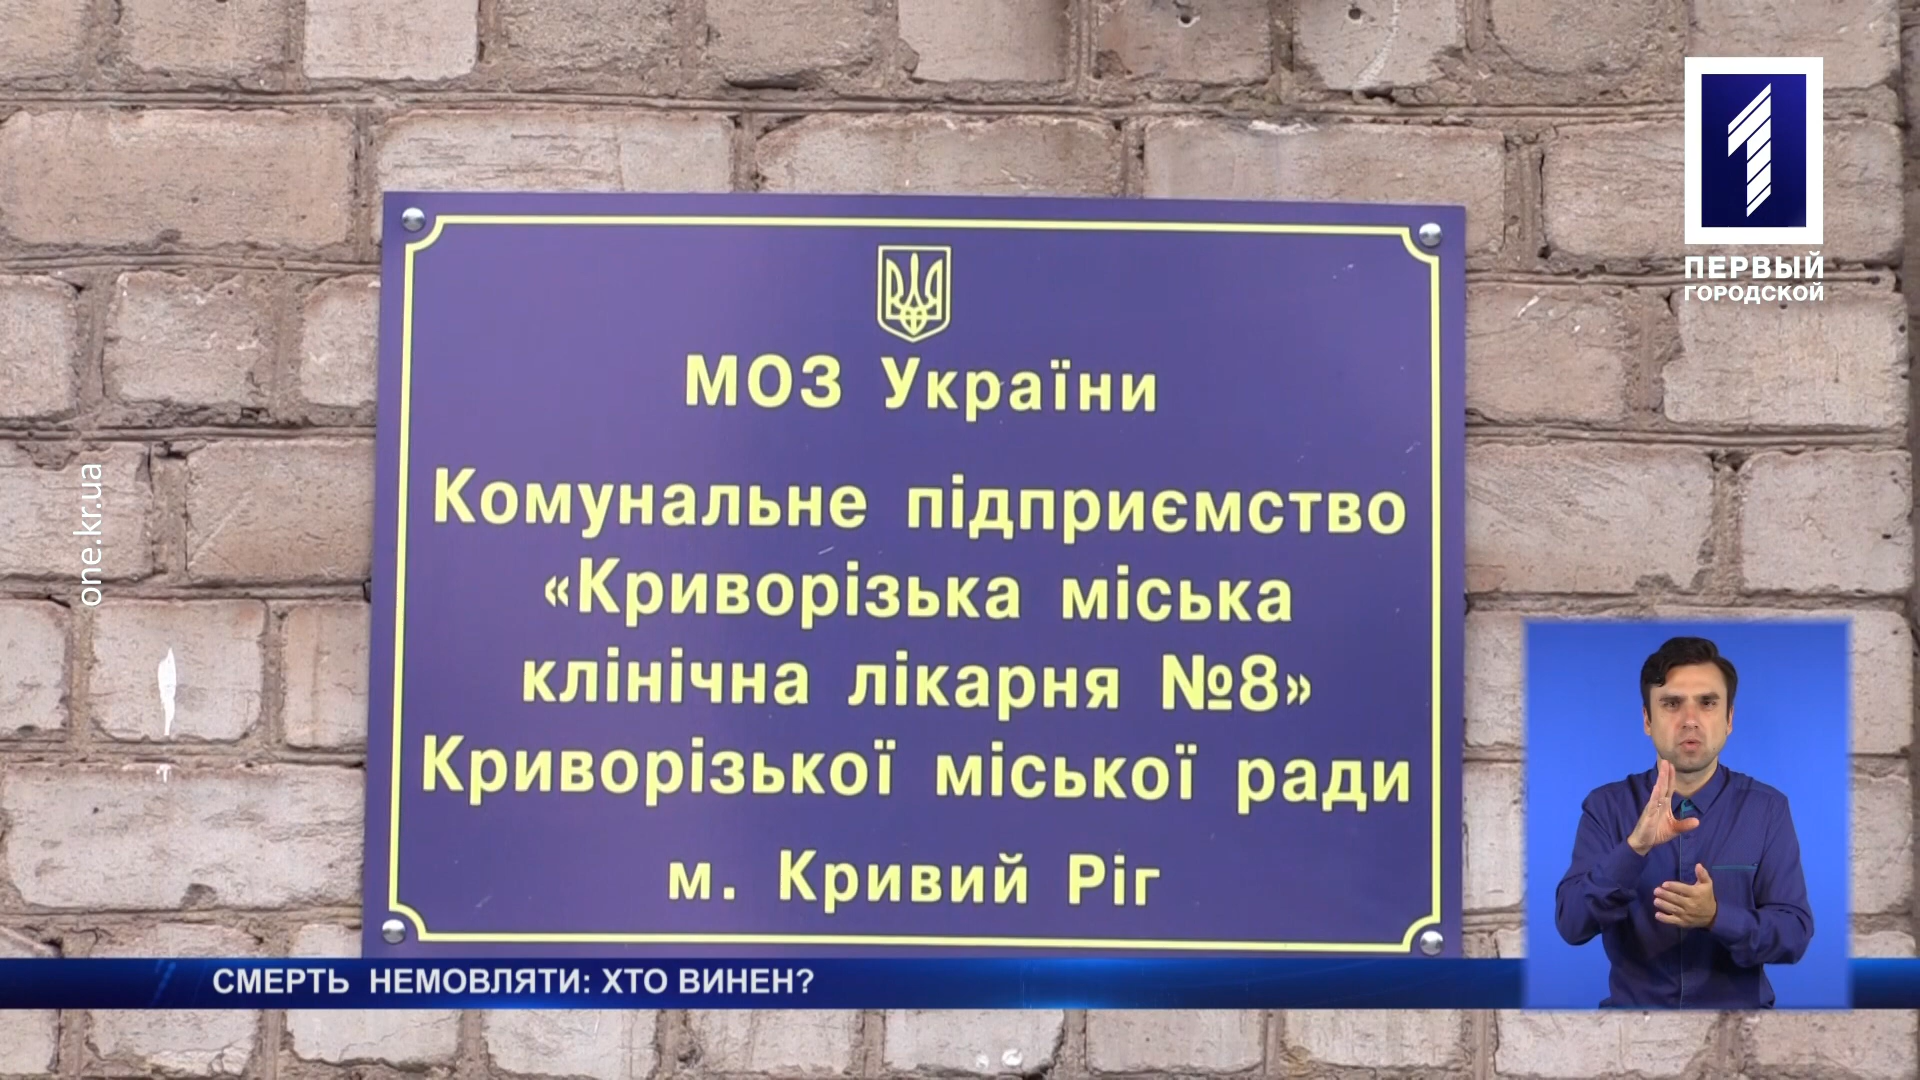 ПЕРВЫЙ
ГОРОДСКОЙ
МОЗ України
Комунальне підприємство
«Криворізька міська
клінічна лікарня №8»
Криворізької міської ради
м. Кривий Ріг
one.kr.ua
СМЕРТЬ НЕМОВЛЯТИ: ХТО ВИНЕН?